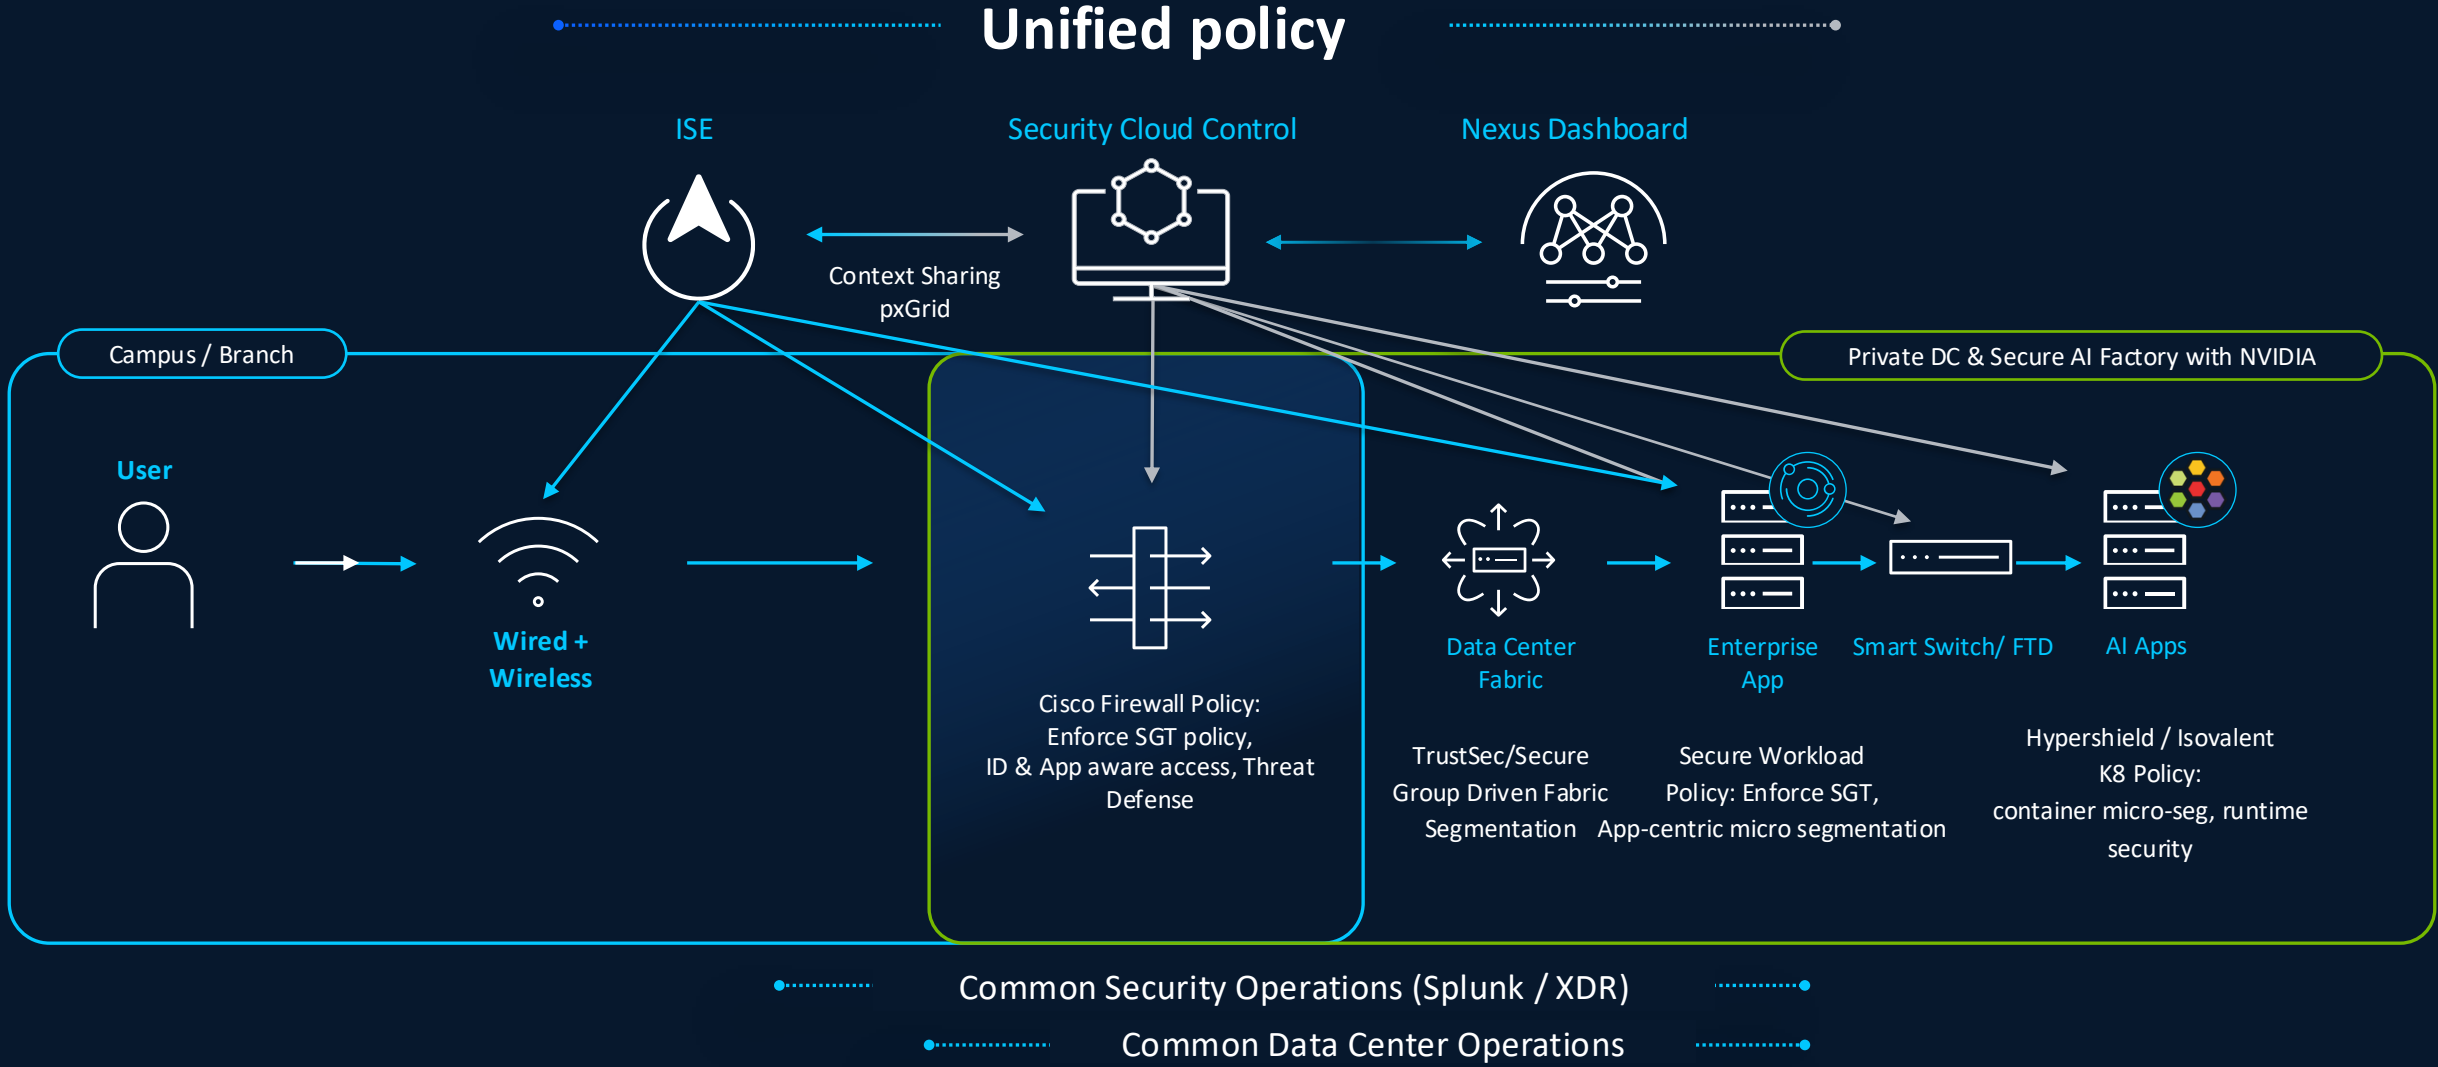 Unified policy
ISE
Security Cloud Control
Nexus Dashboard
Context Sharing
pxGrid
Campus / Branch
Private DC & Secure AI Factory with NVIDIA
User
Wired +
Wireless
Cisco Firewall Policy:
Enforce SGT policy,
ID & App aware access, Threat
Defense
Data Center
Fabric
TrustSec/Secure
Group Driven Fabric
Segmentation
Enterprise
App
Secure Workload
Policy: Enforce SGT,
App-centric micro segmentation
Smart Switch/ FTD
AI Apps
Hypershield / Isovalent
K8 Policy:
container micro-seg, runtime
security
Common Security Operations (Splunk / XDR)
Common Data Center Operations